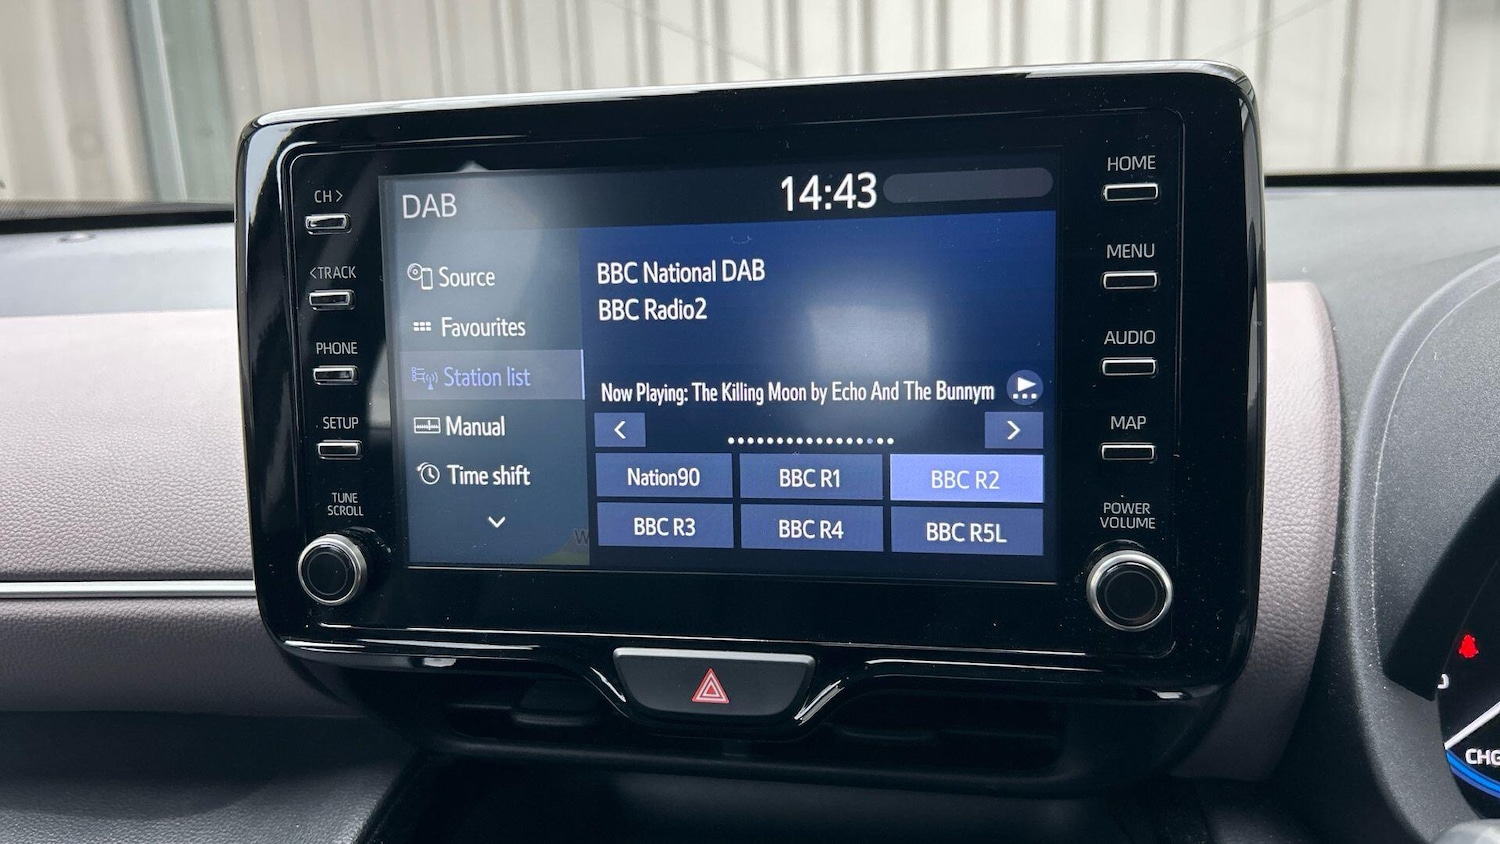 CH >
< TRACK
PHONE
SETUP
TUNE
SCROLL
DAB
14:43
Source
Favourites
Station list
Manual
Time shift
BBC National DAB
BBC Radio2
Now Playing: The Killing Moon by Echo And The Bunnym
Nation90
BBC R1
BBC R2
BBC R3
BBC R4
BBC R5L
W
HOME
MENU
AUDIO
MAP
POWER
VOLUME
CHG